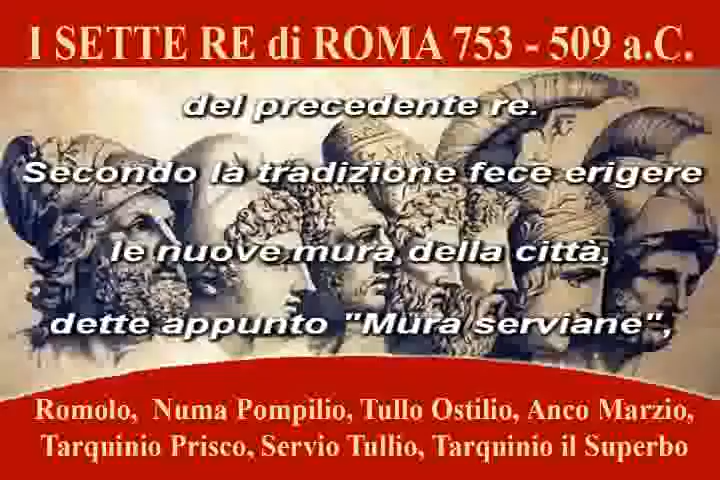 I SETTE RE di ROMA 753 - 509 a.C.
del precedente re.
Secondo la tradizione fece erigere
le nuove mura della città,
dette appunto "Mura serviane",
Romolo, Numa Pompilio, Tullo Ostilio, Anco Marzio,
Tarquinio Prisco, Servio Tullio, Tarquinio il Superbo